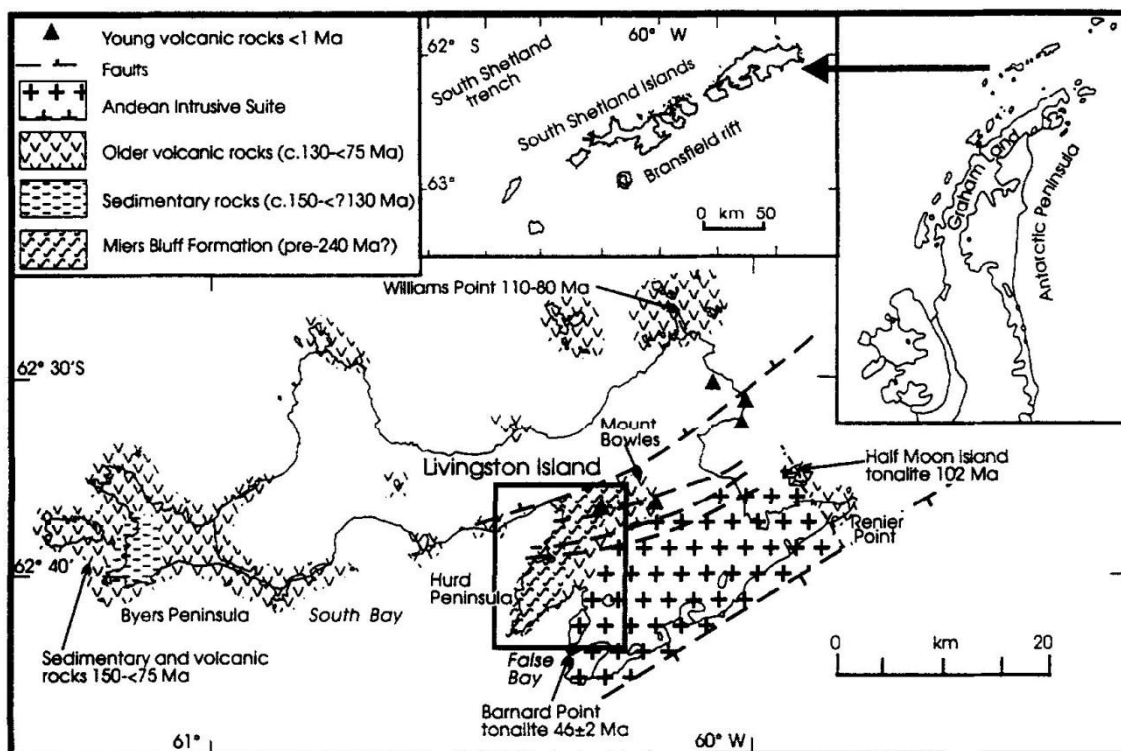 Young volcanic rocks <1 Ma
Faults
Andean Intrusive Suite
Older volcanic rocks (c.130-<75 Ma)
Sedimentary rocks (c.150-<?130 Ma)
Miers Bluff Formation (pre-240 Ma?)
62° S
60° W
South Shetland
trench
South Shetland Islands
Bransfield rift
63°
0 km 50
Graham Land
Antarctic Peninsula
Williams Point 110-80 Ma
62° 30'S
Mount
Bowles
Livingston Island
Half Moon Island
tonalite 102 Ma
Renier
Point
62° 40'
Hurd
Peninsula
Byers Peninsula
South Bay
Sedimentary and volcanic
rocks 150-<75 Ma
False
Bay
Barnard Point
tonalite 46±2 Ma
0 km 20
61°
60° W